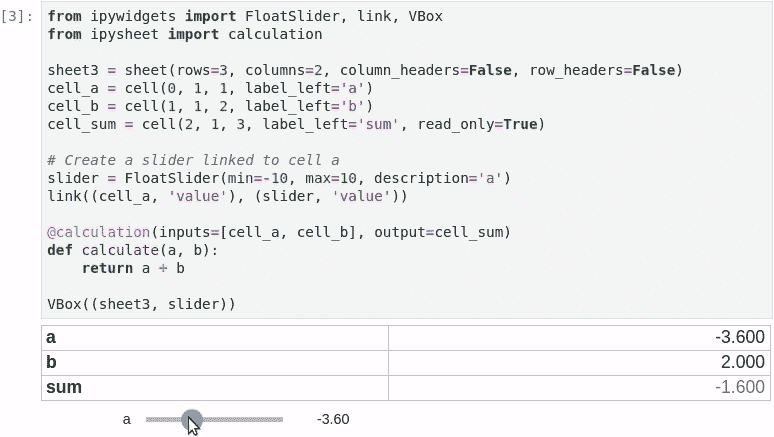 [3]: from ipywidgets import FloatSlider, link, VBox
from ipysheet import calculation
sheet3 = sheet(rows=3, columns=2, column_headers=False, row_headers=False)
cell_a = cell(0, 1, 1, label_left='a')
cell_b = cell(1, 1, 2, label_left='b')
cell_sum = cell(2, 1, 3, label_left='sum', read_only=True)
# Create a slider linked to cell a
slider = FloatSlider(min=-10, max=10, description='a')
link((cell_a, 'value'), (slider, 'value'))
@calculation(inputs=[cell_a, cell_b], output=cell_sum)
def calculate(a, b):
    return a + b
VBox((sheet3, slider))
a -3.600
b 2.000
sum -1.600
a -3.60